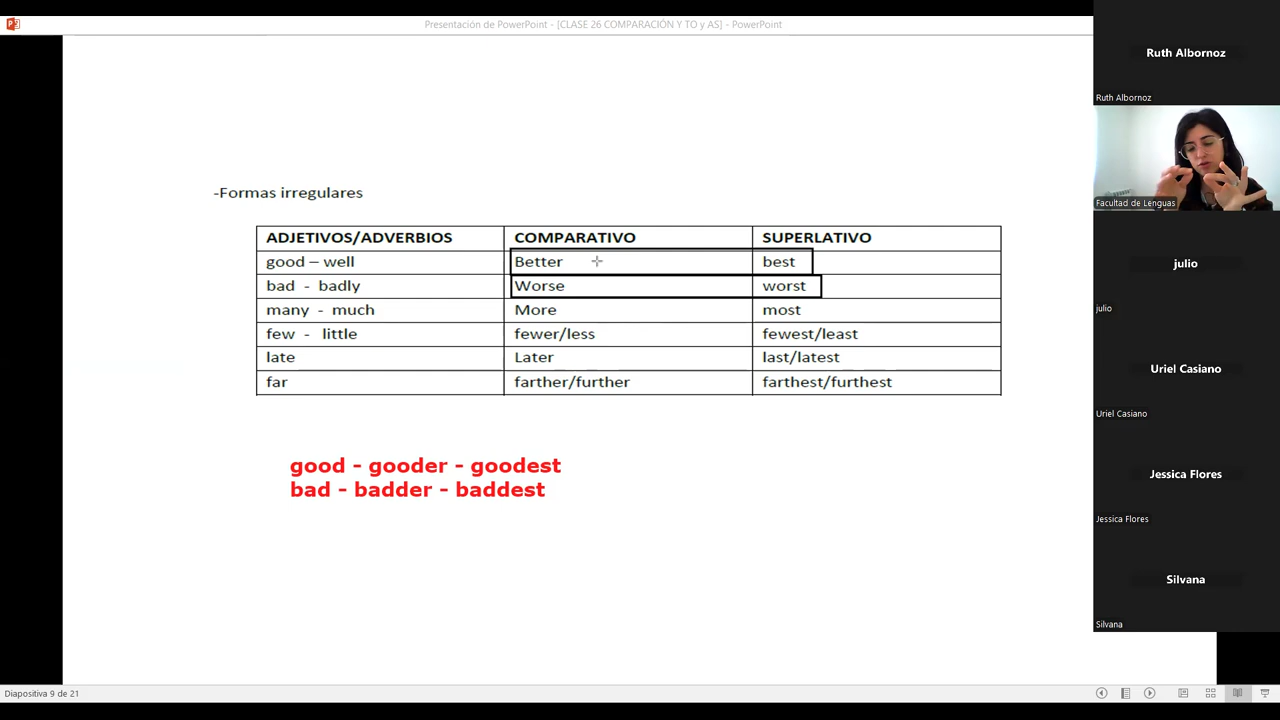 Presentación de PowerPoint - [CLASE 26 COMPARACIÓN Y TO y AS] - PowerPoint
-Formas irregulares
ADJETIVOS/ADVERBIOS COMPARATIVO SUPERLATIVO
good – well Better best
bad - badly Worse worst
many - much More most
few - little fewer/less fewest/least
late Later last/latest
far farther/further farthest/furthest
good - gooder - goodest
bad - badder - baddest
Diapositiva 9 de 21
Ruth Albornoz
Ruth Albornoz
Facultad de Lenguas
julio
julio
Uriel Casiano
Uriel Casiano
Jessica Flores
Jessica Flores
Silvana
Silvana